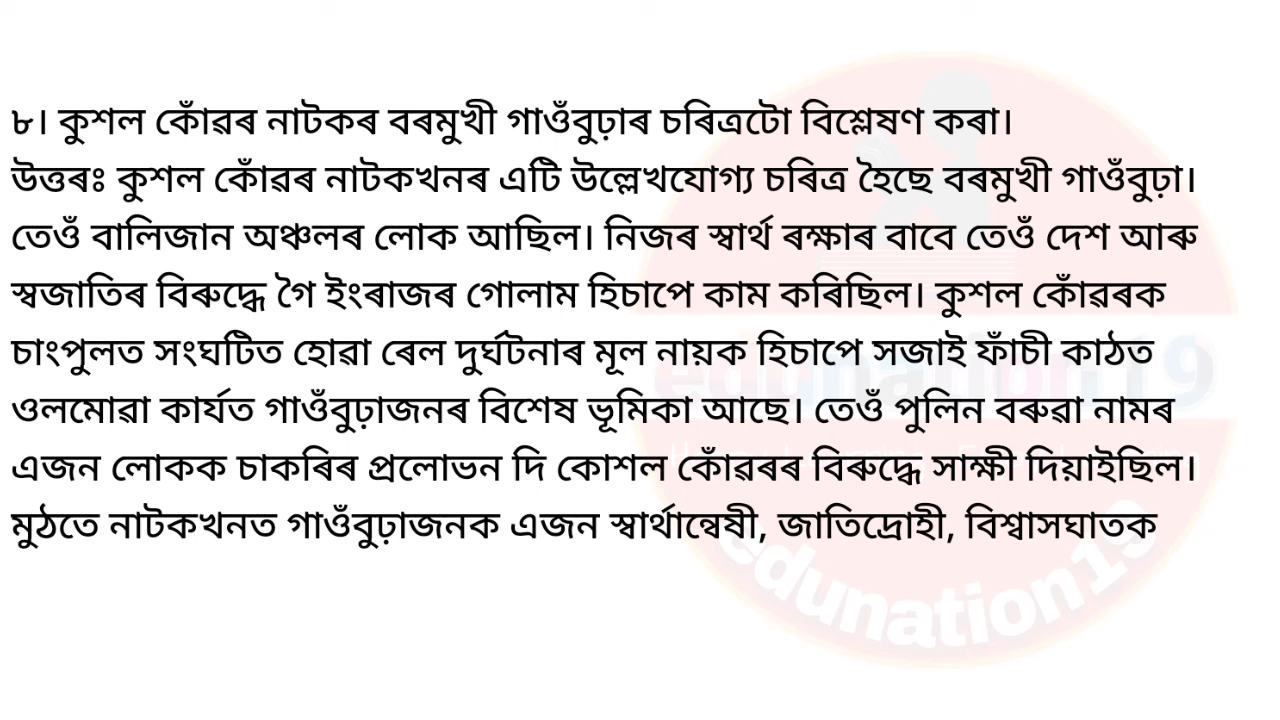 ৮। কুশল কোঁৱৰ নাটকৰ বৰমুখী গাওঁবুঢ়াৰ চৰিত্ৰটো বিশ্লেষণ কৰা।
উত্তৰঃ কুশল কোঁৱৰ নাটকখনৰ এটি উল্লেখযোগ্য চৰিত্ৰ হৈছে বৰমুখী গাওঁবুঢ়া।
তেওঁ বালিজান অঞ্চলৰ লোক আছিল। নিজৰ স্বাৰ্থ ৰক্ষাৰ বাবে তেওঁ দেশ আৰু
স্বজাতিৰ বিৰুদ্ধে গৈ ইংৰাজৰ গোলাম হিচাপে কাম কৰিছিল। কুশল কোঁৱৰক
চাংপুলত সংঘটিত হোৱা ৰেল দুৰ্ঘটনাৰ মূল নায়ক হিচাপে সজাই ফাঁচী কাঠত
ওলমোৱা কাৰ্যত গাওঁবুঢ়াজনৰ বিশেষ ভূমিকা আছে। তেওঁ পুলিন বৰুৱা নামৰ
এজন লোকক চাকৰিৰ প্ৰলোভন দি কোশল কোঁৱৰৰ বিৰুদ্ধে সাক্ষী দিয়াইছিল।
মুঠতে নাটকখনত গাওঁবুঢ়াজনক এজন স্বাৰ্থান্বেষী, জাতিদ্ৰোহী, বিশ্বাসঘাতক
edunation19
edunation19